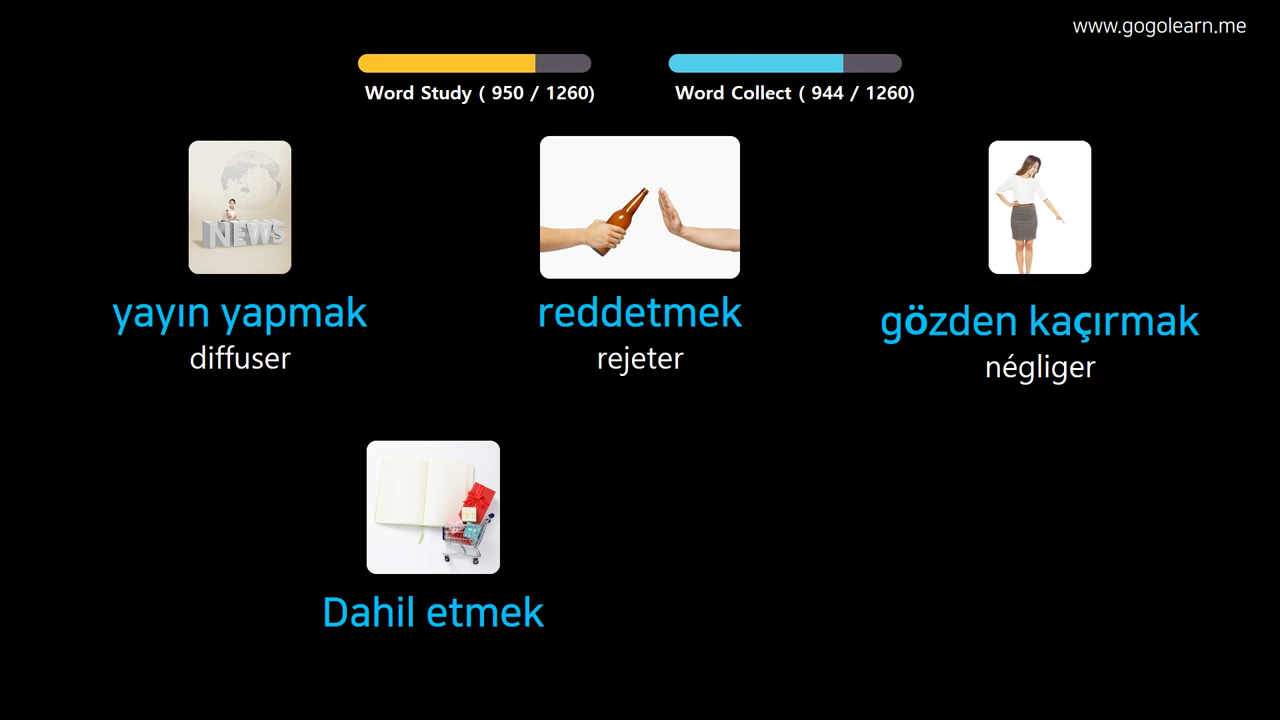 www.gogolearn.me
Word Study ( 950 / 1260)
Word Collect ( 944 / 1260)
NEWS
yayın yapmak
diffuser
reddetmek
rejeter
gözden kaçırmak
négliger
Dahil etmek